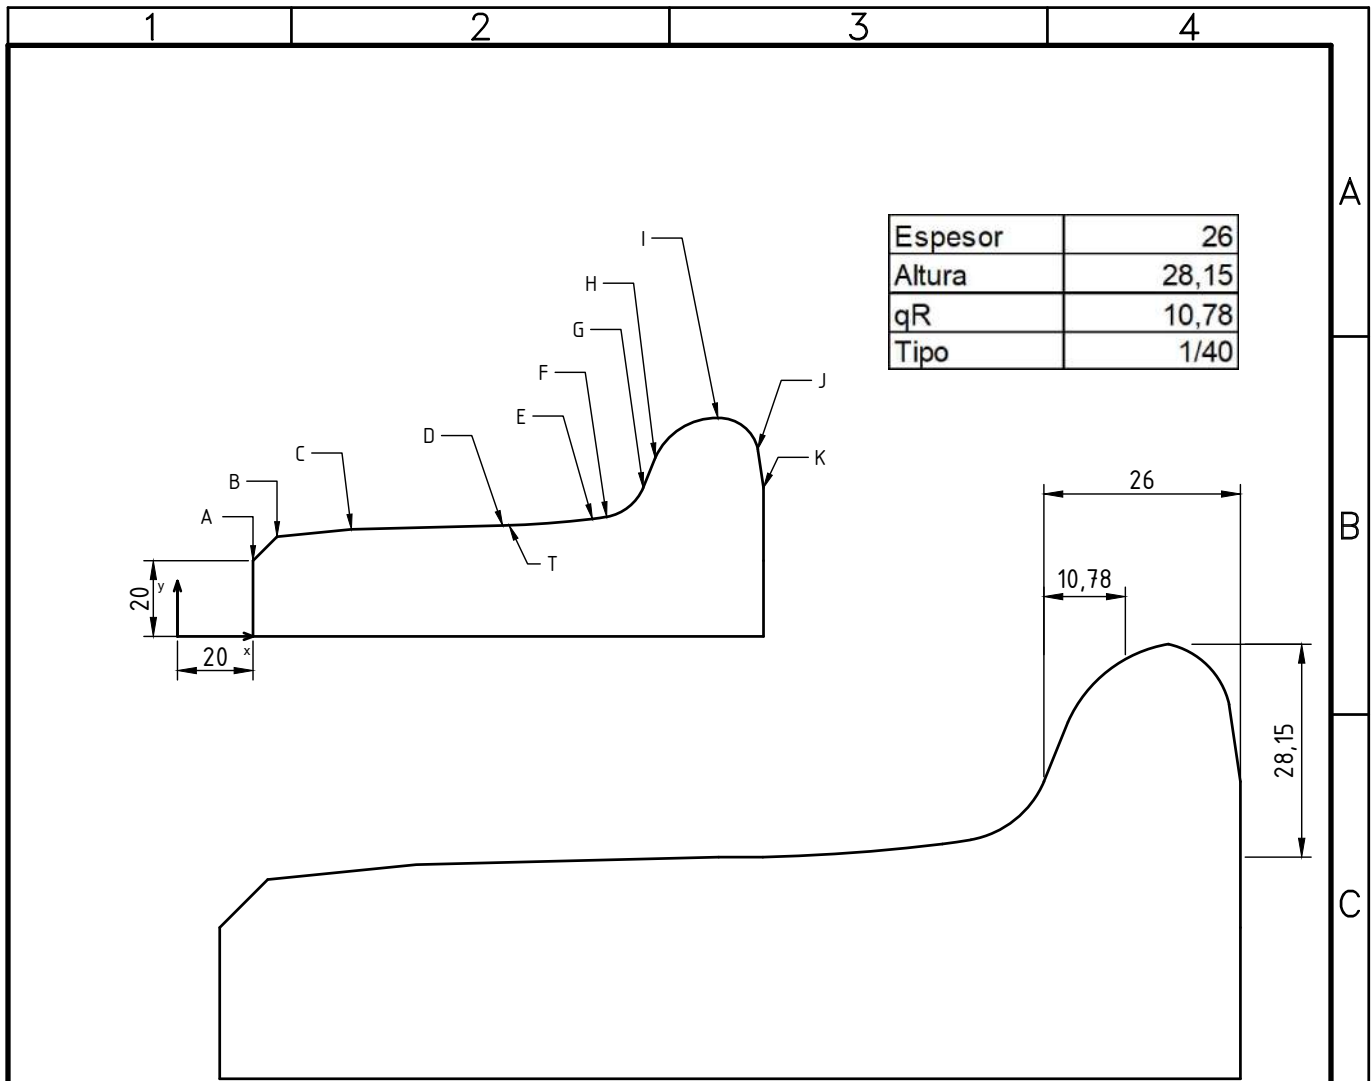 1 2 3 4
A
Espesor 26
Altura 28,15
qR 10,78
Tipo 1/40
I
H
G
F
J
E
D
C
K
B
A
T
20
y
20
x
26
B
10,78
28,15
C